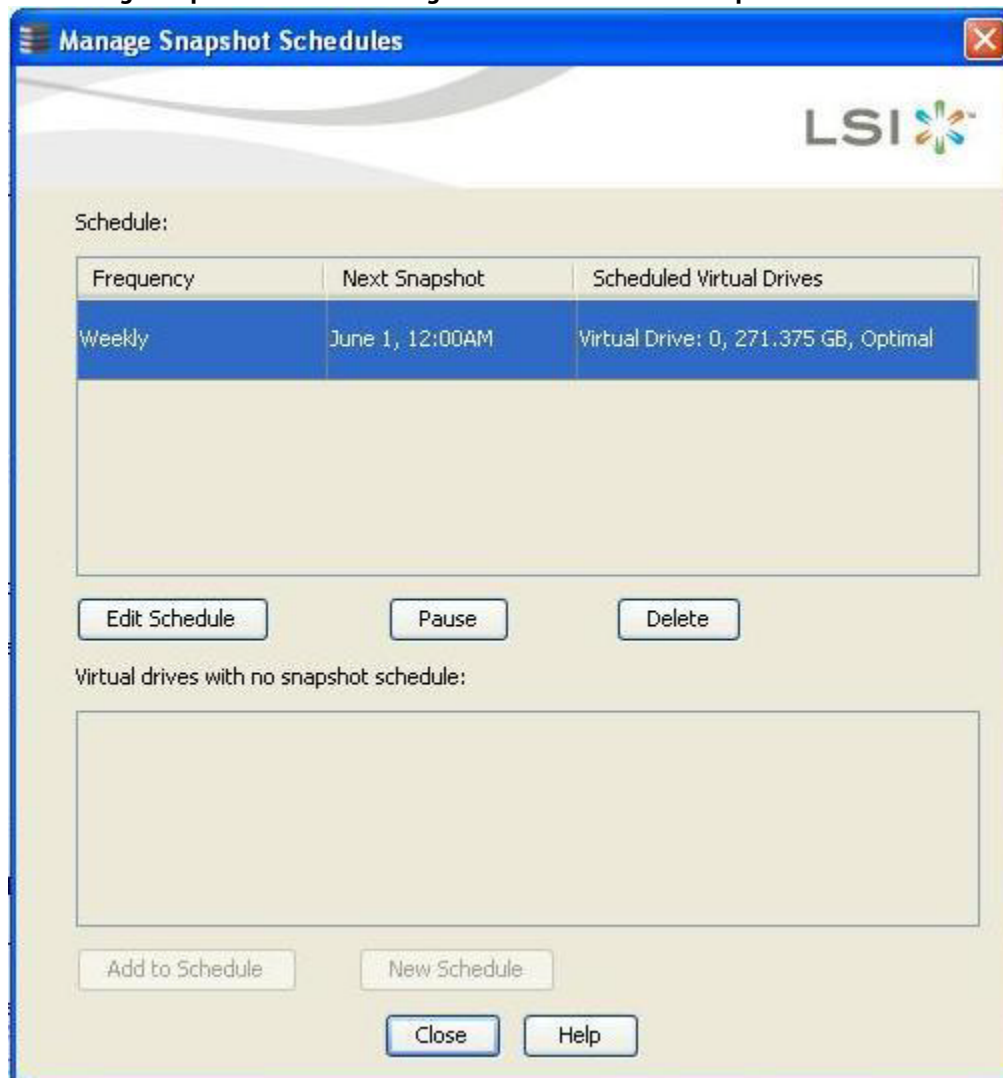 Manage Snapshot Schedules
LSI
Schedule:
Frequency Next Snapshot Scheduled Virtual Drives
Weekly June 1, 12:00AM Virtual Drive: 0, 271.375 GB, Optimal
Edit Schedule Pause Delete
Virtual drives with no snapshot schedule:
Add to Schedule New Schedule
Close Help